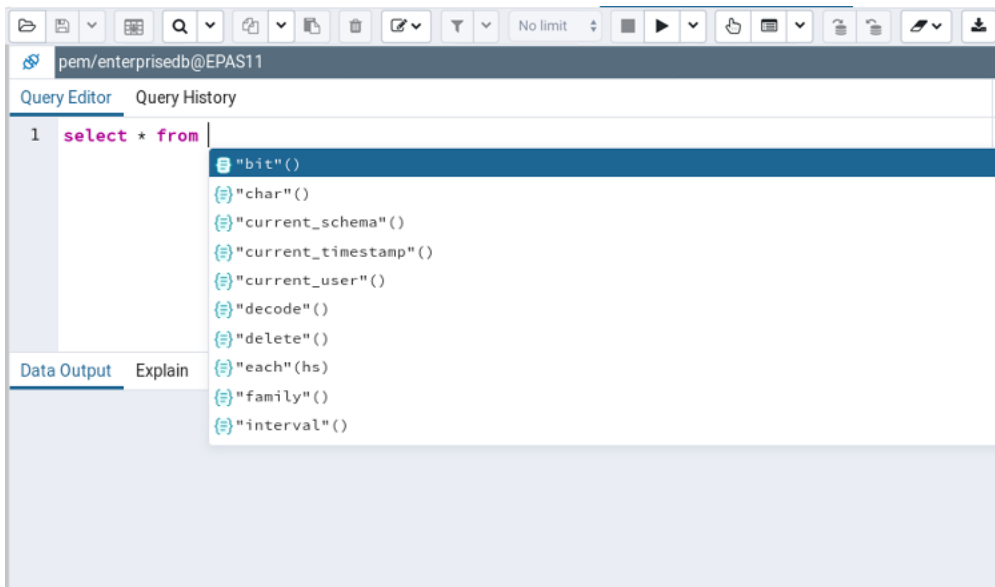 No limit
pem/enterprisedb@EPAS11
Query Editor Query History
1 select * from
"bit"()
"char"()
"current_schema"()
"current_timestamp"()
"current_user"()
"decode"()
"delete"()
"each"(hs)
"family"()
"interval"()
Data Output Explain